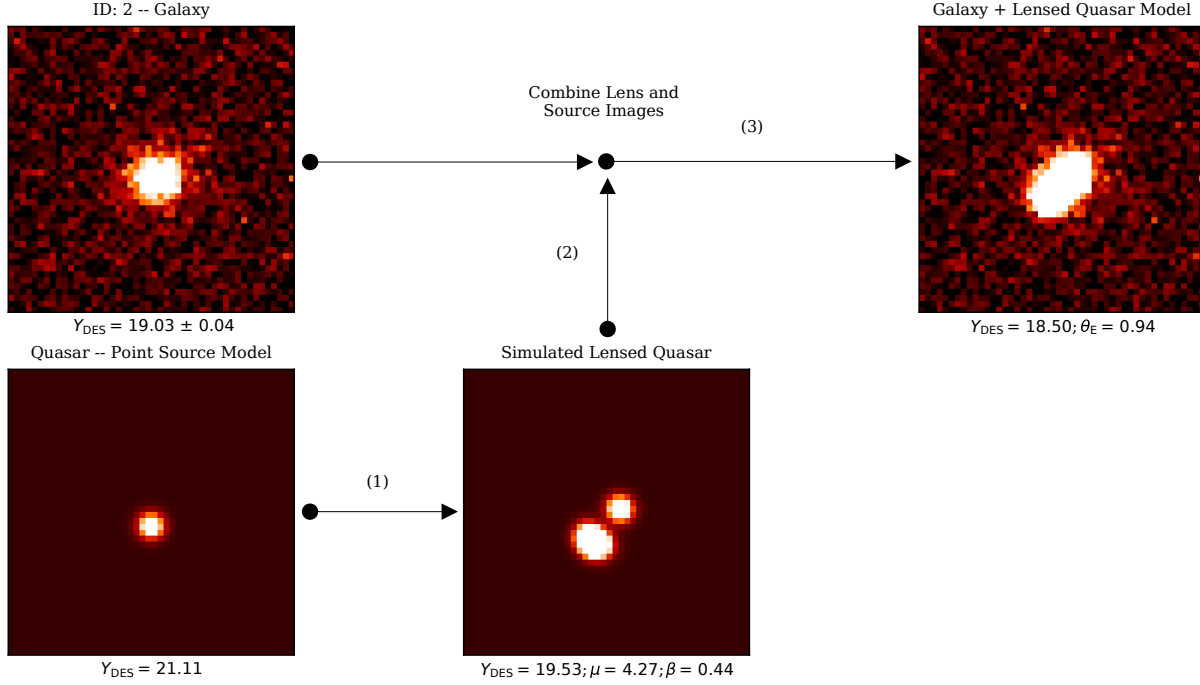 ID: 2 -- Galaxy
Galaxy + Lensed Quasar Model
Combine Lens and
Source Images
(3)
(2)
Y_DES = 19.03 ± 0.04
Y_DES = 18.50; θ_E = 0.94
Quasar -- Point Source Model
Simulated Lensed Quasar
(1)
Y_DES = 21.11
Y_DES = 19.53; μ = 4.27; β = 0.44